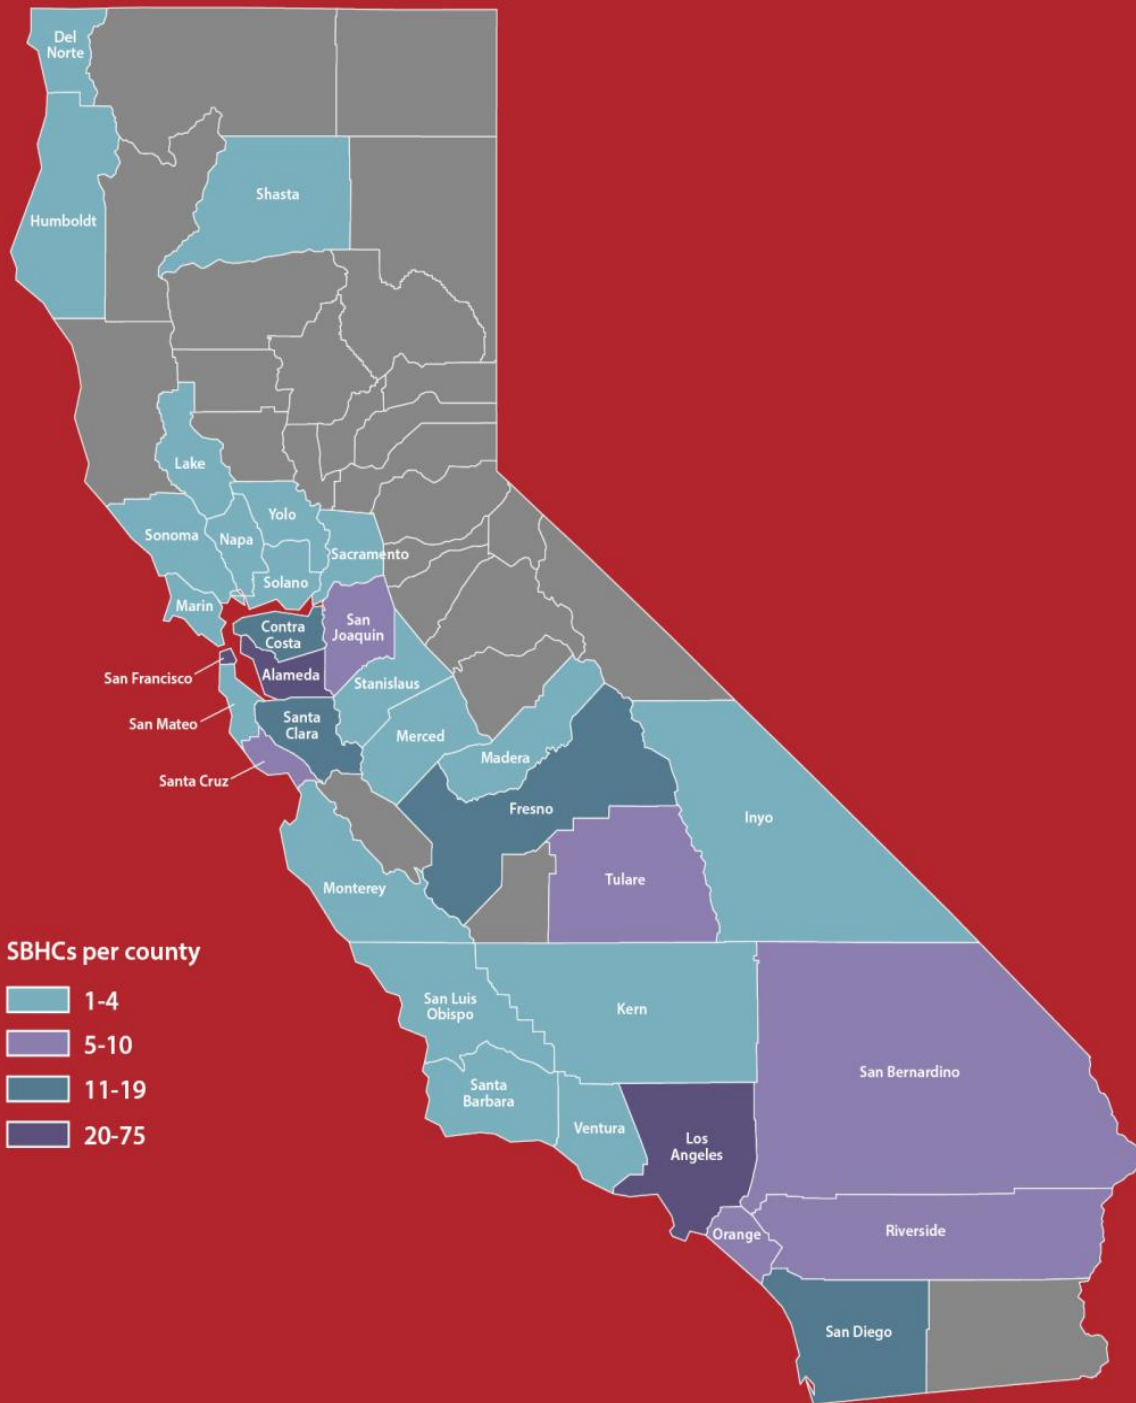 Del
Norte
Shasta
Humboldt
Lake
Yolo
Sonoma
Napa
Sacramento
Solano
Marin
San
Joaquin
Contra
Costa
Alameda
San Francisco
Stanislaus
San Mateo
Santa
Clara
Merced
Madera
Santa Cruz
Fresno
Inyo
Tulare
Monterey
SBHCs per county
1-4
5-10
11-19
20-75
San Luis
Obispo
Kern
San Bernardino
Santa
Barbara
Ventura
Los
Angeles
Orange
Riverside
San Diego